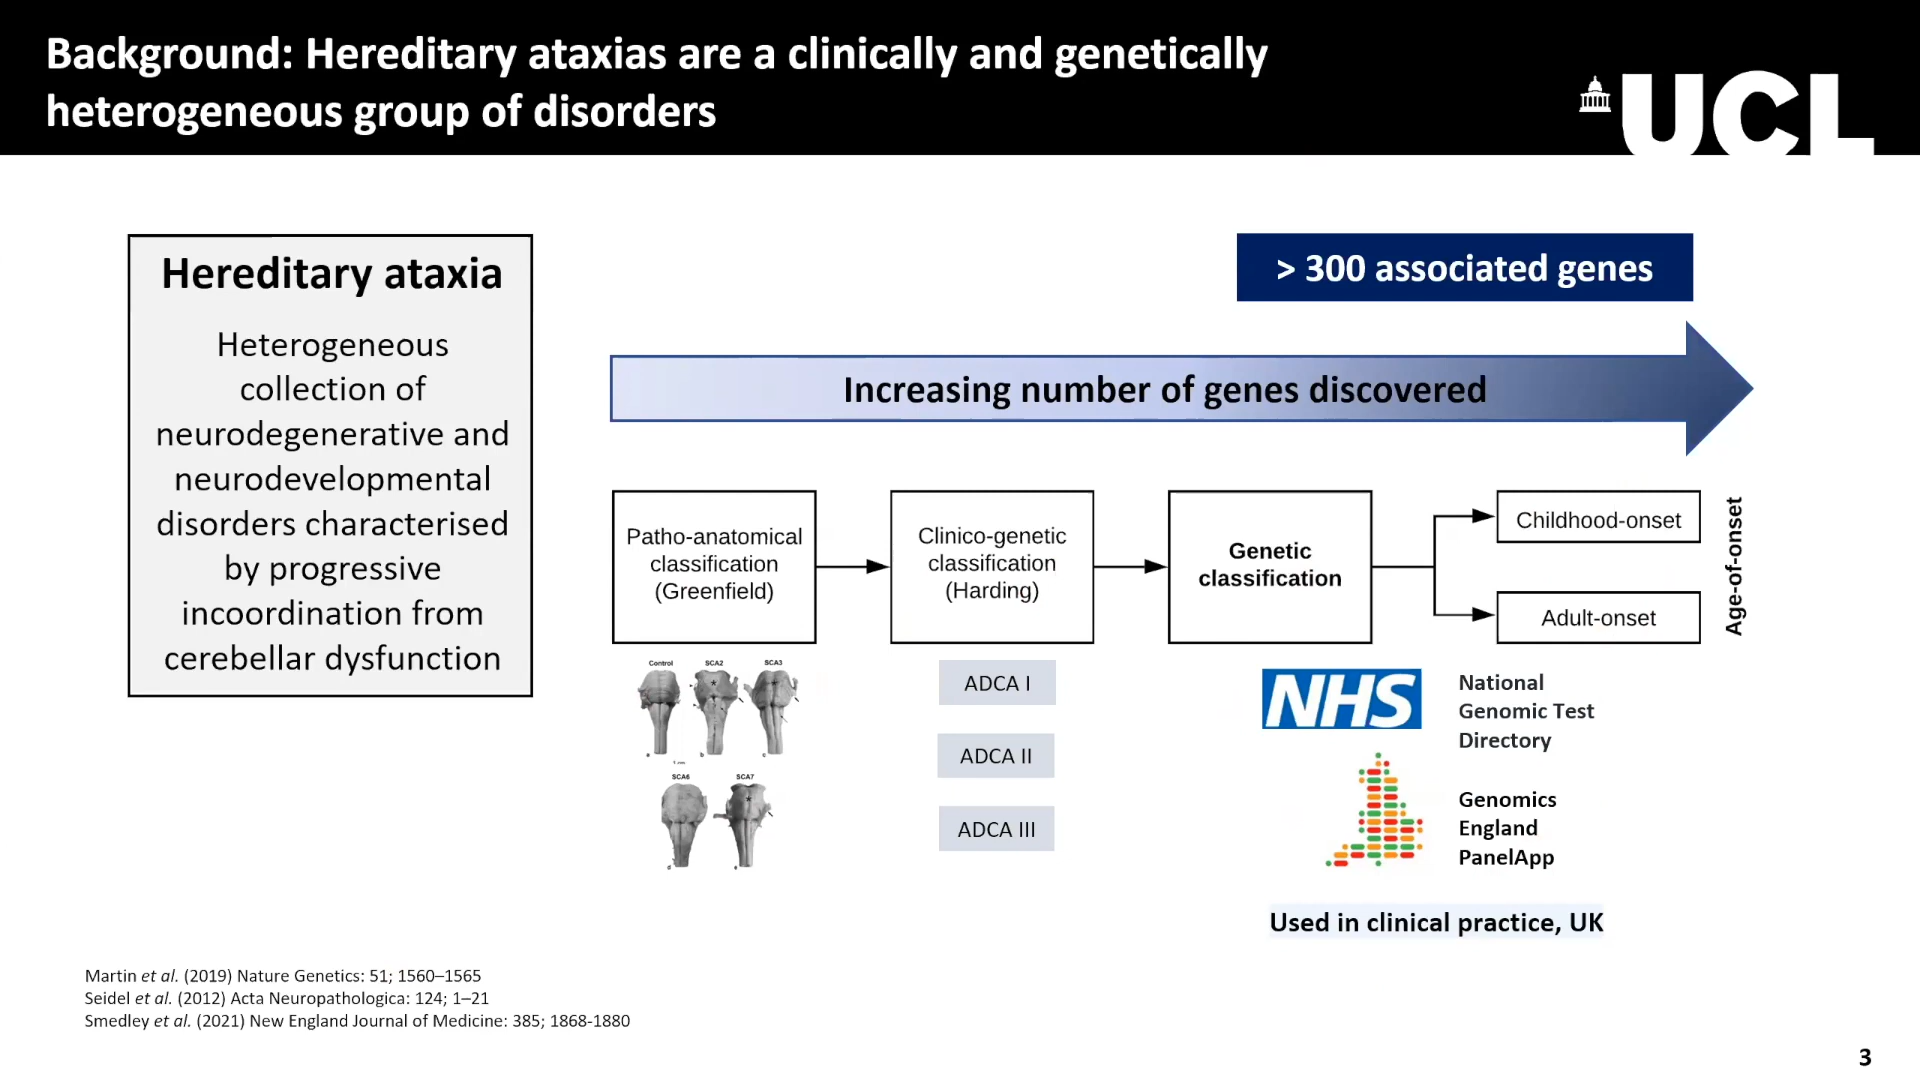 Background: Hereditary ataxias are a clinically and genetically
heterogeneous group of disorders
UCL
Hereditary ataxia
Heterogeneous
collection of
neurodegenerative and
neurodevelopmental
disorders characterised
by progressive
incoordination from
cerebellar dysfunction
> 300 associated genes
Increasing number of genes discovered
Patho-anatomical
classification
(Greenfield)
Clinico-genetic
classification
(Harding)
Genetic
classification
Childhood-onset
Adult-onset
Age-of-onset
Control
SCA2
SCA3
a
b
c
1 cm
SCA6
SCA7
d
e
ADCA I
ADCA II
ADCA III
NHS
National
Genomic Test
Directory
Genomics
England
PanelApp
Used in clinical practice, UK
Martin et al. (2019) Nature Genetics: 51; 1560–1565
Seidel et al. (2012) Acta Neuropathologica: 124; 1–21
Smedley et al. (2021) New England Journal of Medicine: 385; 1868-1880
3